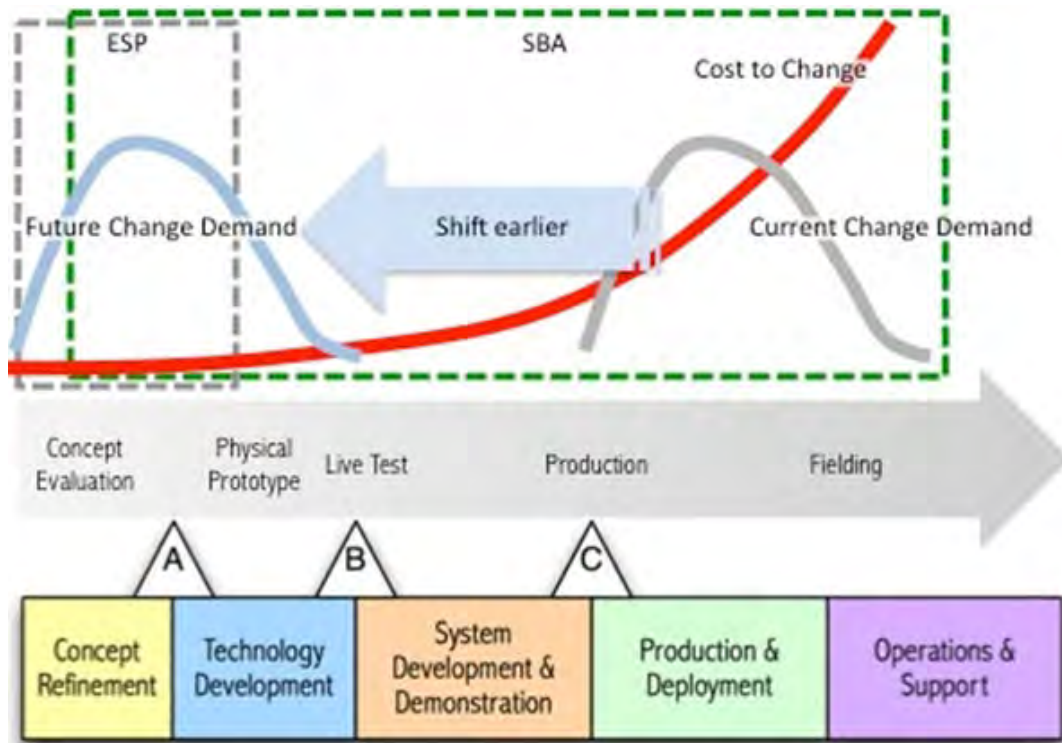 ESP
SBA
Cost to Change
Future Change Demand
Shift earlier
Current Change Demand
Concept
Evaluation
Physical
Prototype
Live Test
Production
Fielding
A
B
C
Concept
Refinement
Technology
Development
System
Development &
Demonstration
Production &
Deployment
Operations &
Support